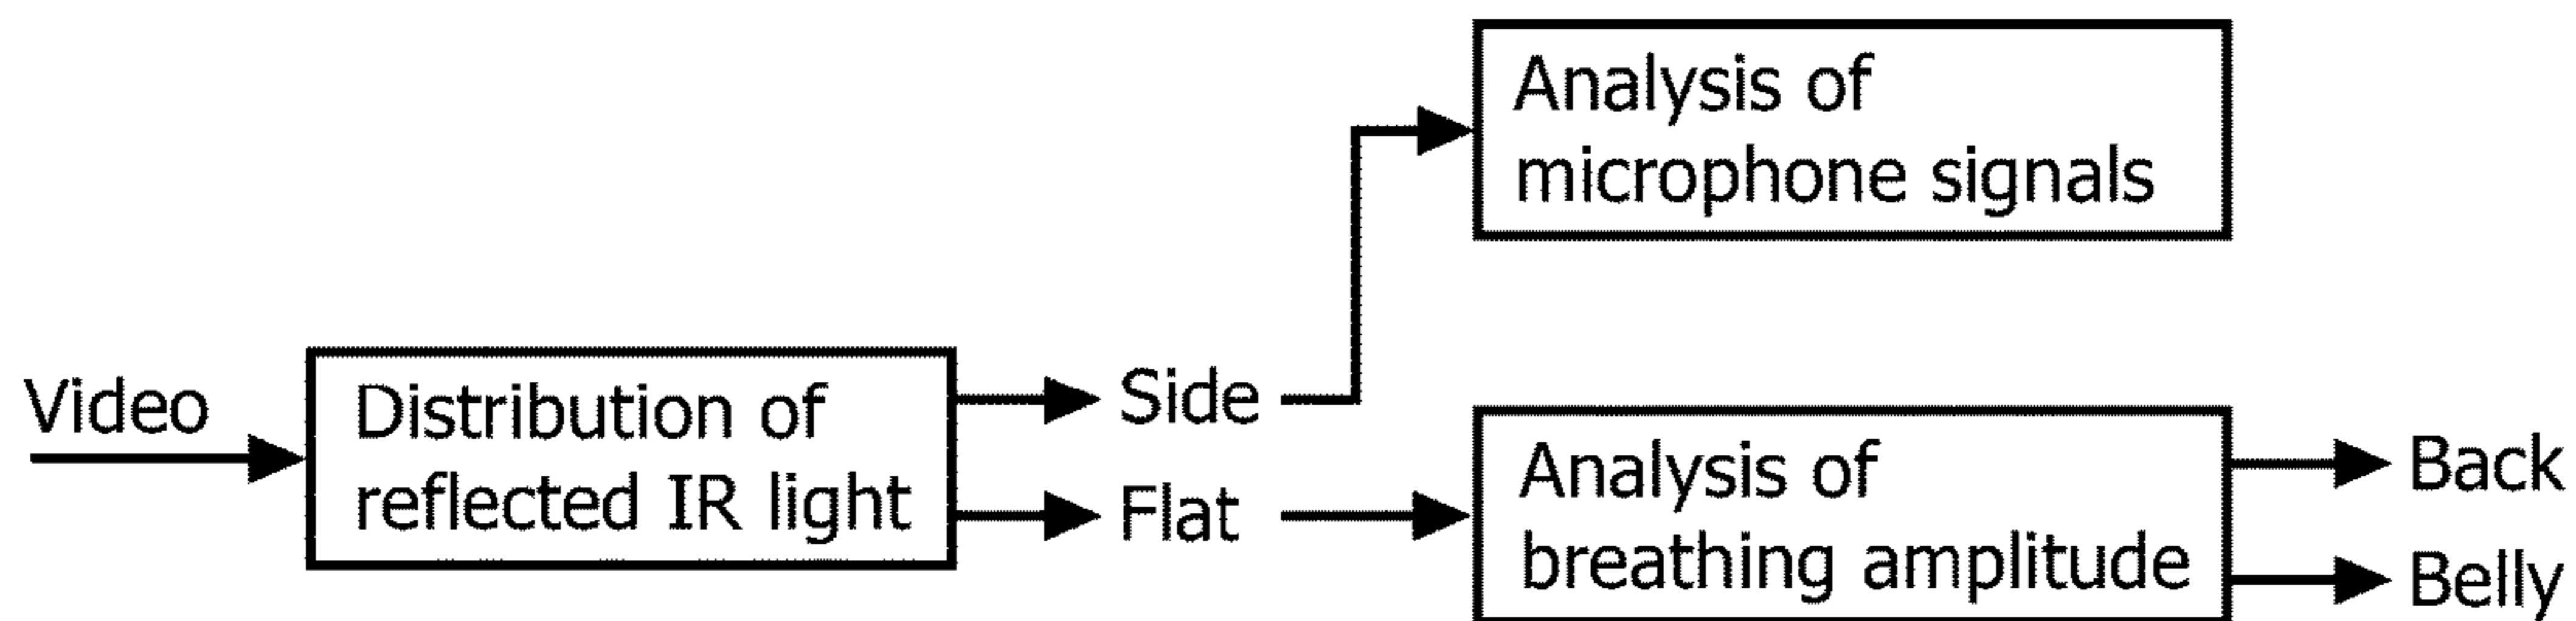 Analysis of
microphone signals
Video
Distribution of
reflected IR light
Side
Flat
Analysis of
breathing amplitude
Back
Belly